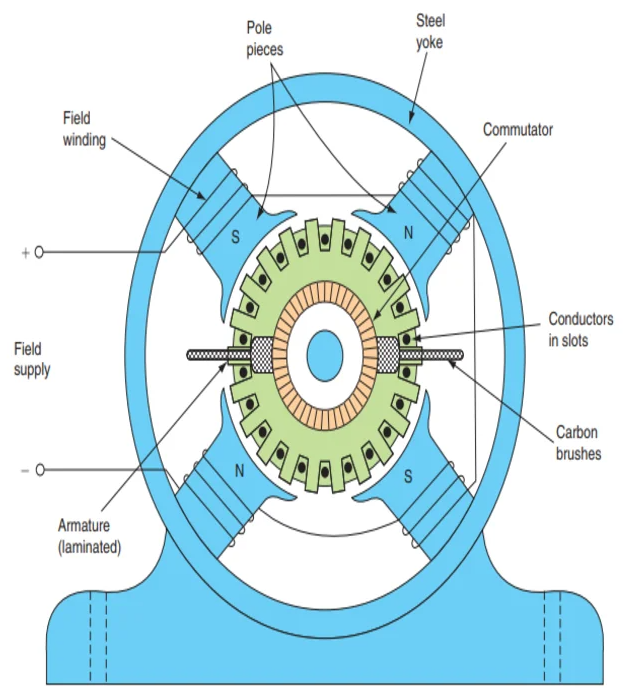 Steel
yoke
Pole
pieces
Field
winding
Commutator
S
N
+
Conductors
in slots
Field
supply
Carbon
brushes
N
S
−
Armature
(laminated)